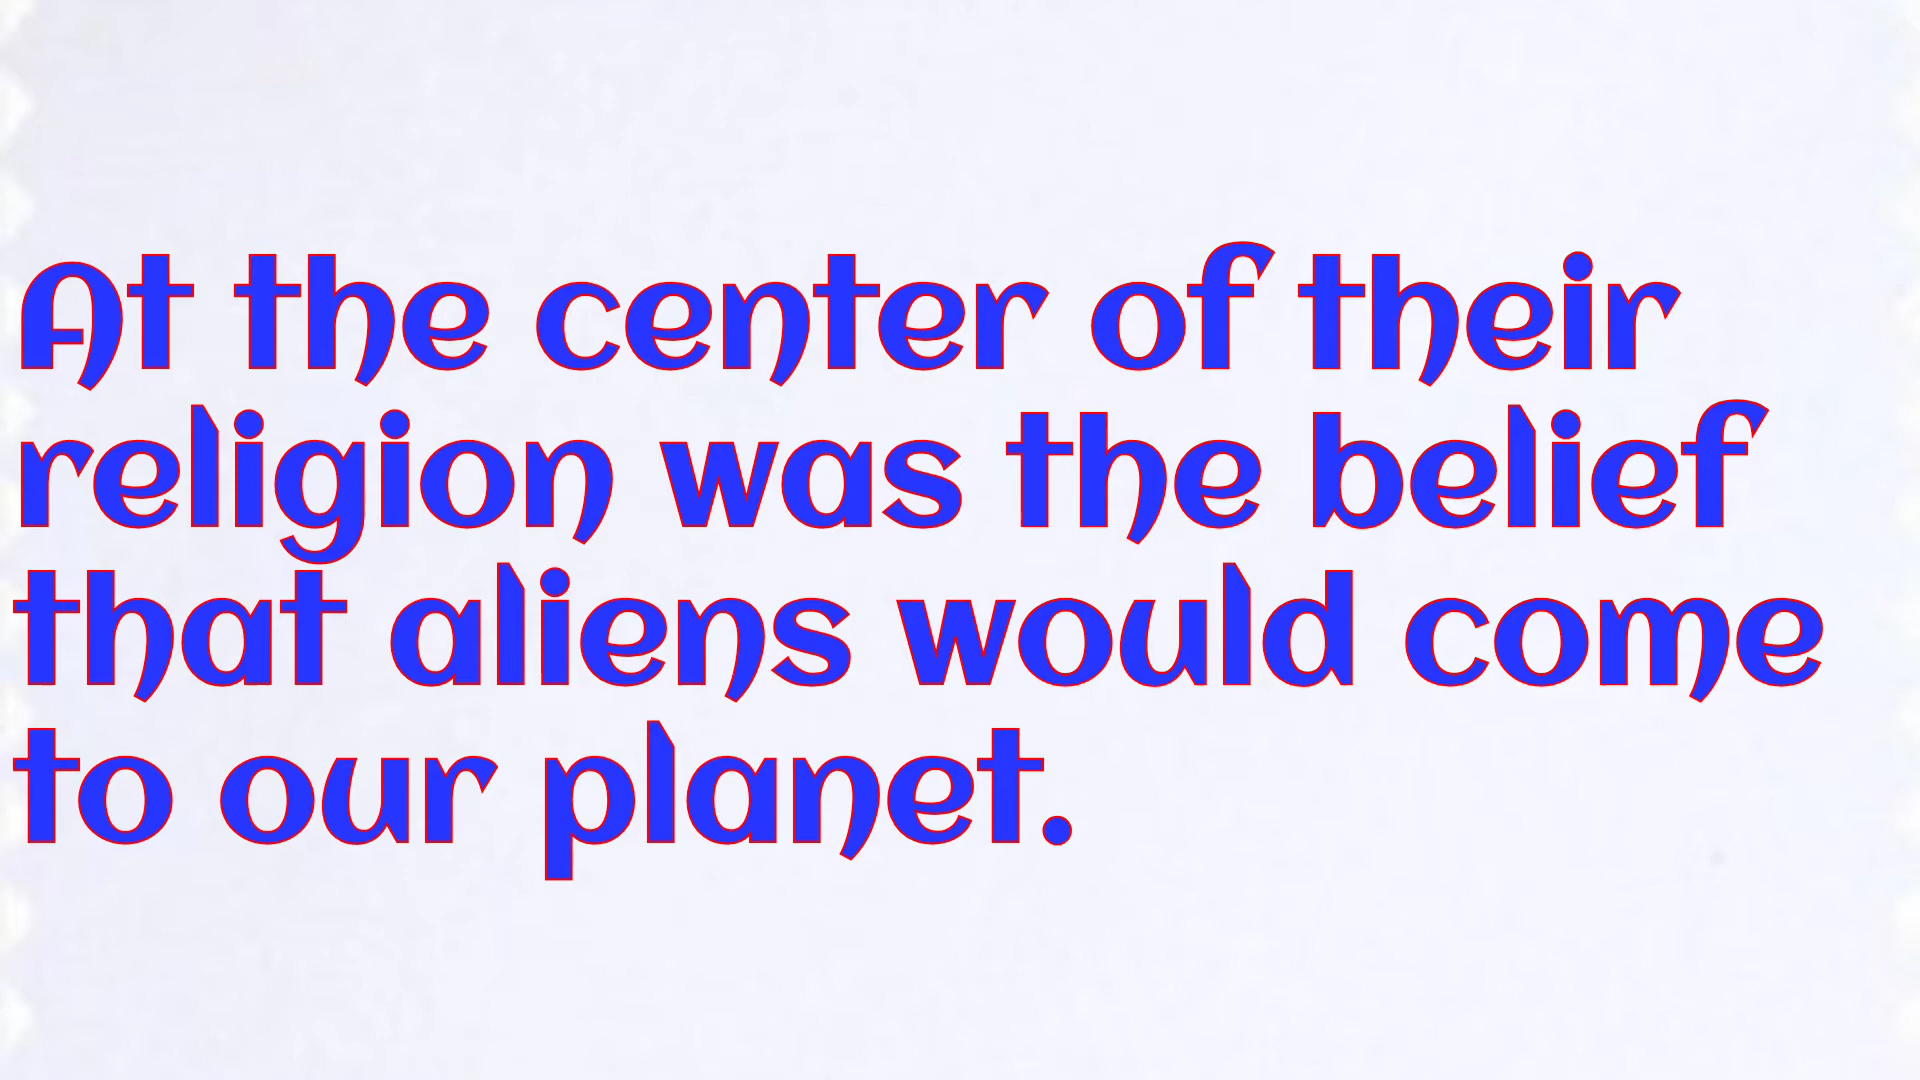 At the center of their
religion was the belief
that aliens would come
to our planet.